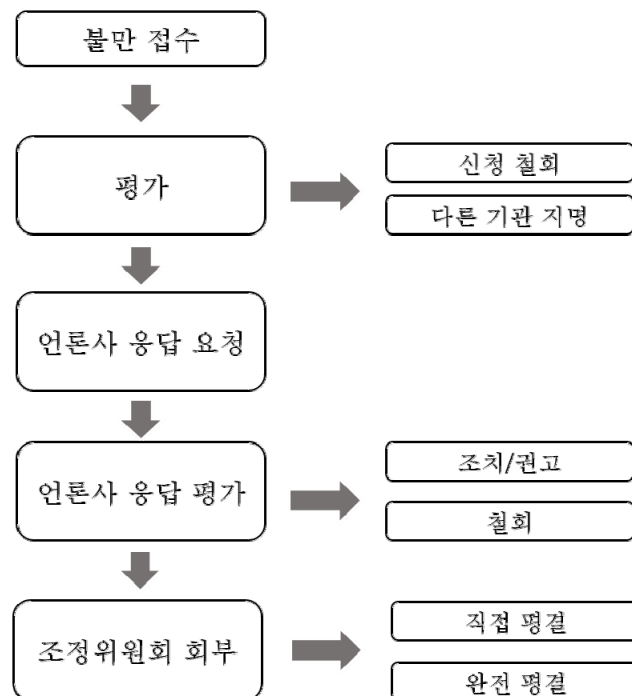 불만 접수
평가
신청 철회
다른 기관 지명
언론사 응답 요청
언론사 응답 평가
조치/권고
철회
조정위원회 회부
직접 평결
완전 평결